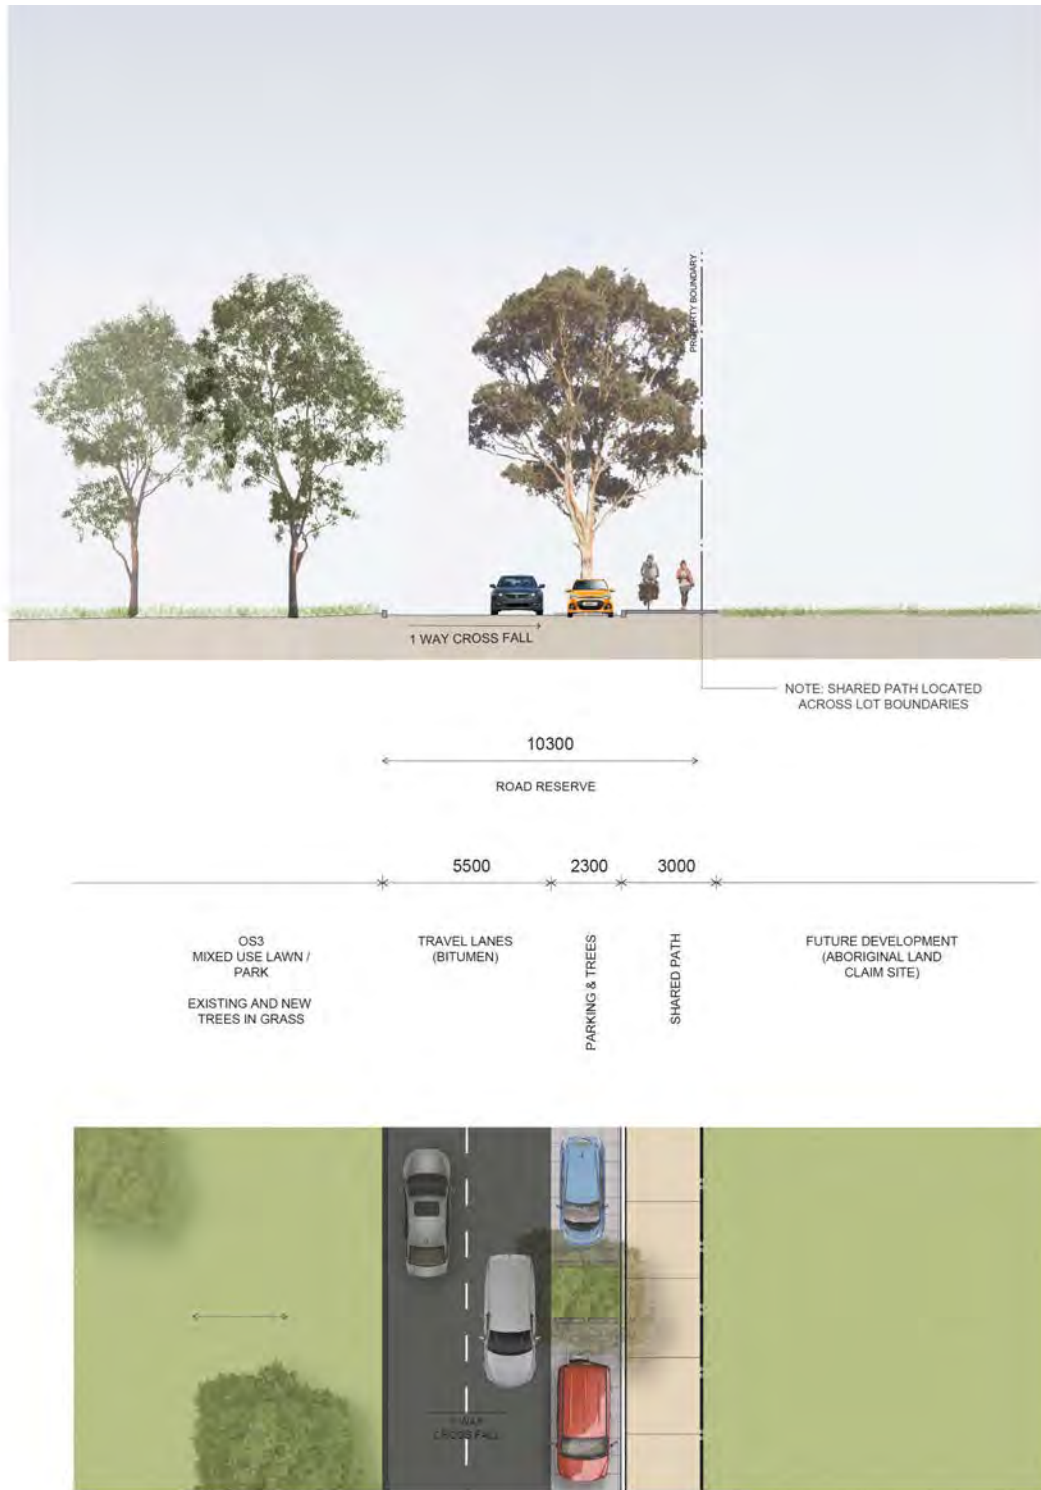 PROPERTY BOUNDARY
1 WAY CROSS FALL
NOTE: SHARED PATH LOCATED
ACROSS LOT BOUNDARIES
10300
ROAD RESERVE
5500
2300
3000
OS3
MIXED USE LAWN /
PARK
EXISTING AND NEW
TREES IN GRASS
TRAVEL LANES
(BITUMEN)
PARKING & TREES
SHARED PATH
FUTURE DEVELOPMENT
(ABORIGINAL LAND
CLAIM SITE)
1 WAY
CROSS FALL